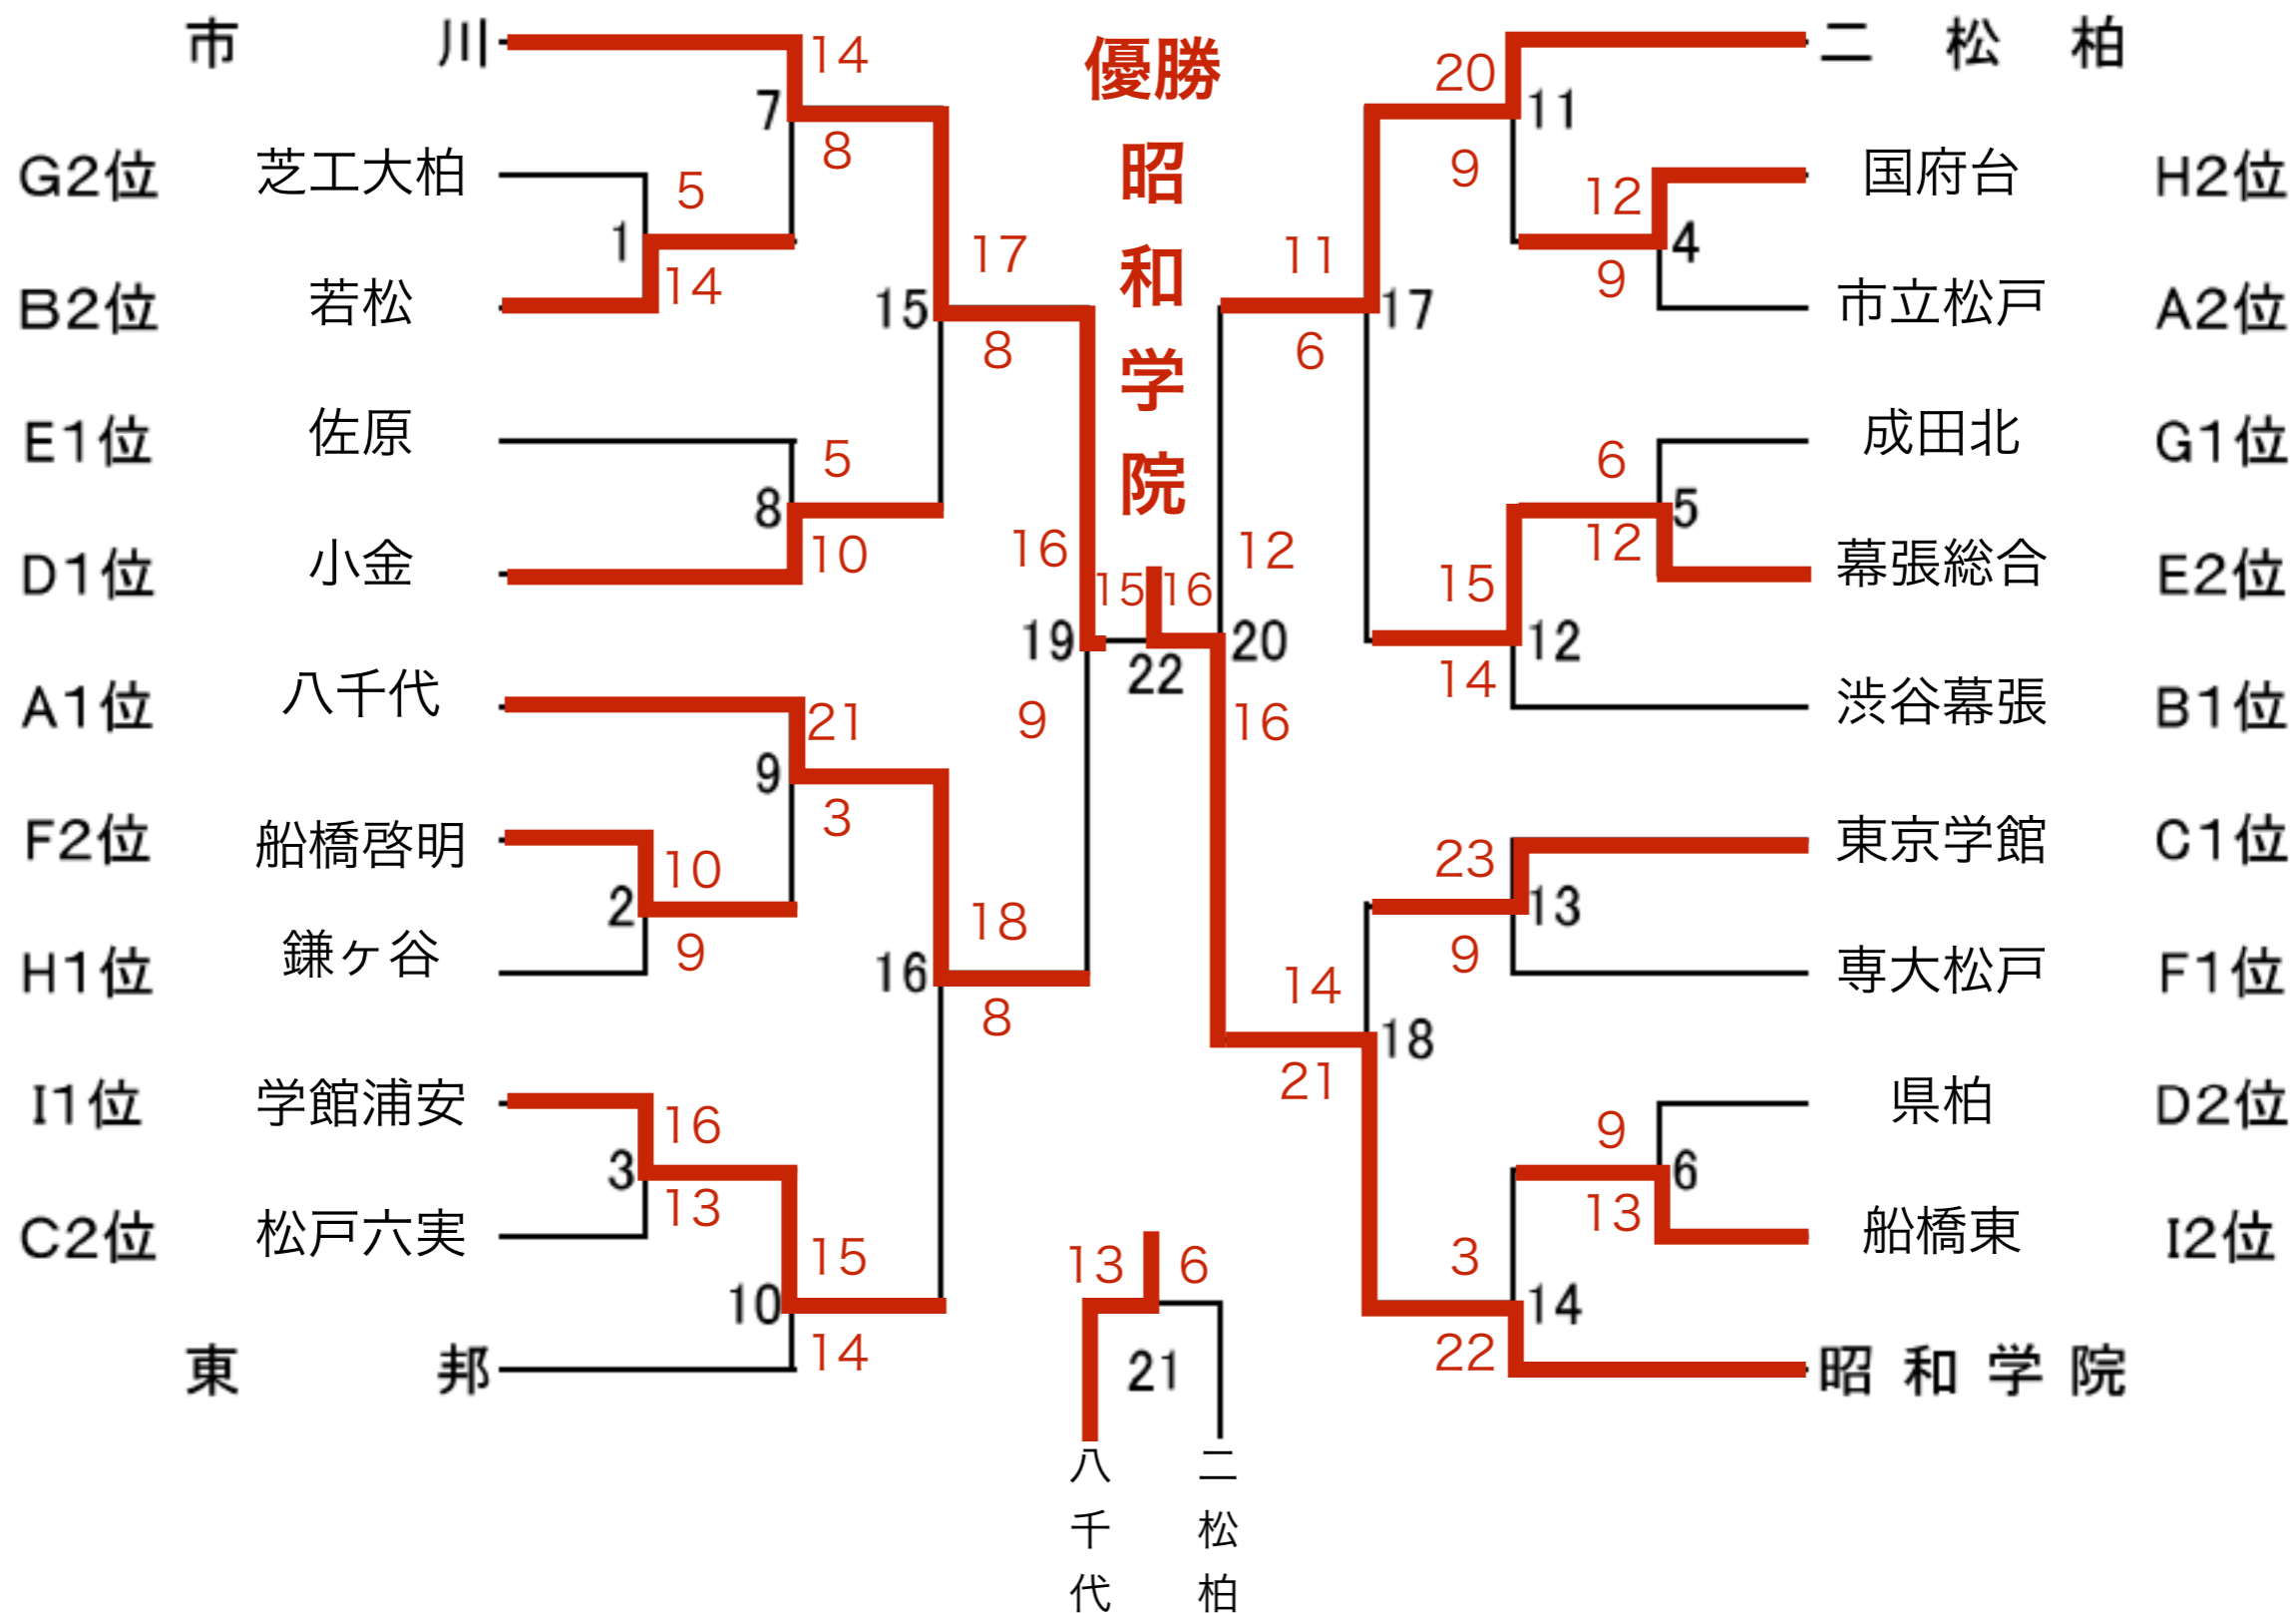 優勝
昭和学院
市川
G2位 芝工大柏
B2位 若松
E1位 佐原
D1位 小金
A1位 八千代
F2位 船橋啓明
H1位 鎌ヶ谷
I1位 学館浦安
C2位 松戸六実
東邦
7 14 8
1 5 14
15 17 8
8 5 10
19 16 9
9 21 3
2 10 9
16 18 8
3 16 13
10 15 14
15 16
22
13 6
21
八千代
二松柏
20 9 11
12 9 4
11 6 17
6 12 5
15 14 12
12 16 20
23 9 13
14 21 18
9 13 6
3 22 14
二松柏
国府台 H2位
市立松戸 A2位
成田北 G1位
幕張総合 E2位
渋谷幕張 B1位
東京学館 C1位
専大松戸 F1位
県柏 D2位
船橋東 I2位
昭和学院